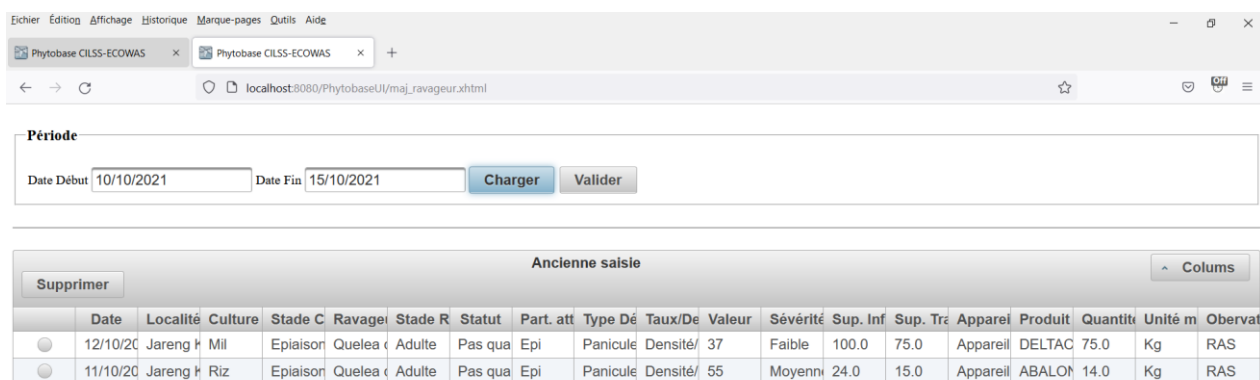 Fichier Édition Affichage Historique Marque-pages Outils Aide
Phytobase CILSS-ECOWAS × Phytobase CILSS-ECOWAS × +
localhost:8080/PhytobaseUI/maj_ravageur.xhtml Off
Période
Date Début 10/10/2021 Date Fin 15/10/2021 Charger Valider
Ancienne saisie
Colums
Supprimer
Date Localité Culture Stade C Ravageu Stade R Statut Part. att Type Dé Taux/De Valeur Sévérité Sup. Inf Sup. Tra Apparei Produit Quantité Unité m Obervat
12/10/20 Jareng K Mil Epiaison Quelea q Adulte Pas qua Epi Panicule Densité/ 37 Faible 100.0 75.0 Appareil DELTAC 75.0 Kg RAS
11/10/20 Jareng K Riz Epiaison Quelea q Adulte Pas qua Epi Panicule Densité/ 55 Moyenne 24.0 15.0 Appareil ABALON 14.0 Kg RAS